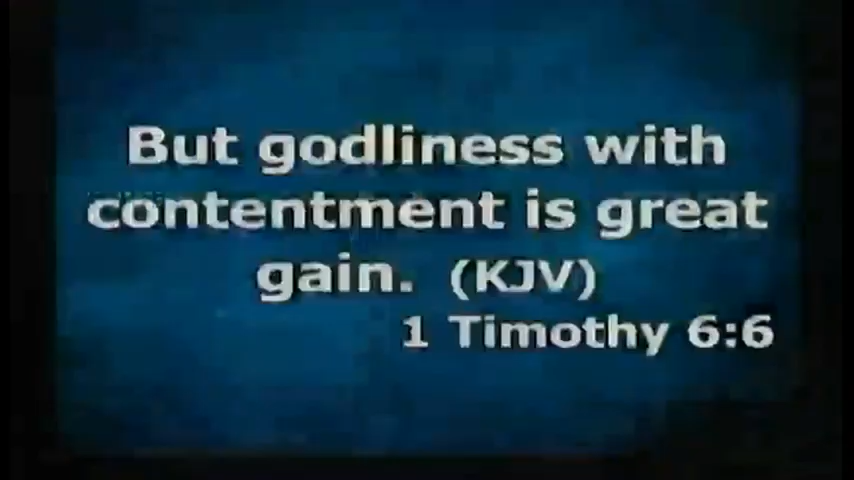 But godliness with
contentment is great
gain. (KJV)
1 Timothy 6:6